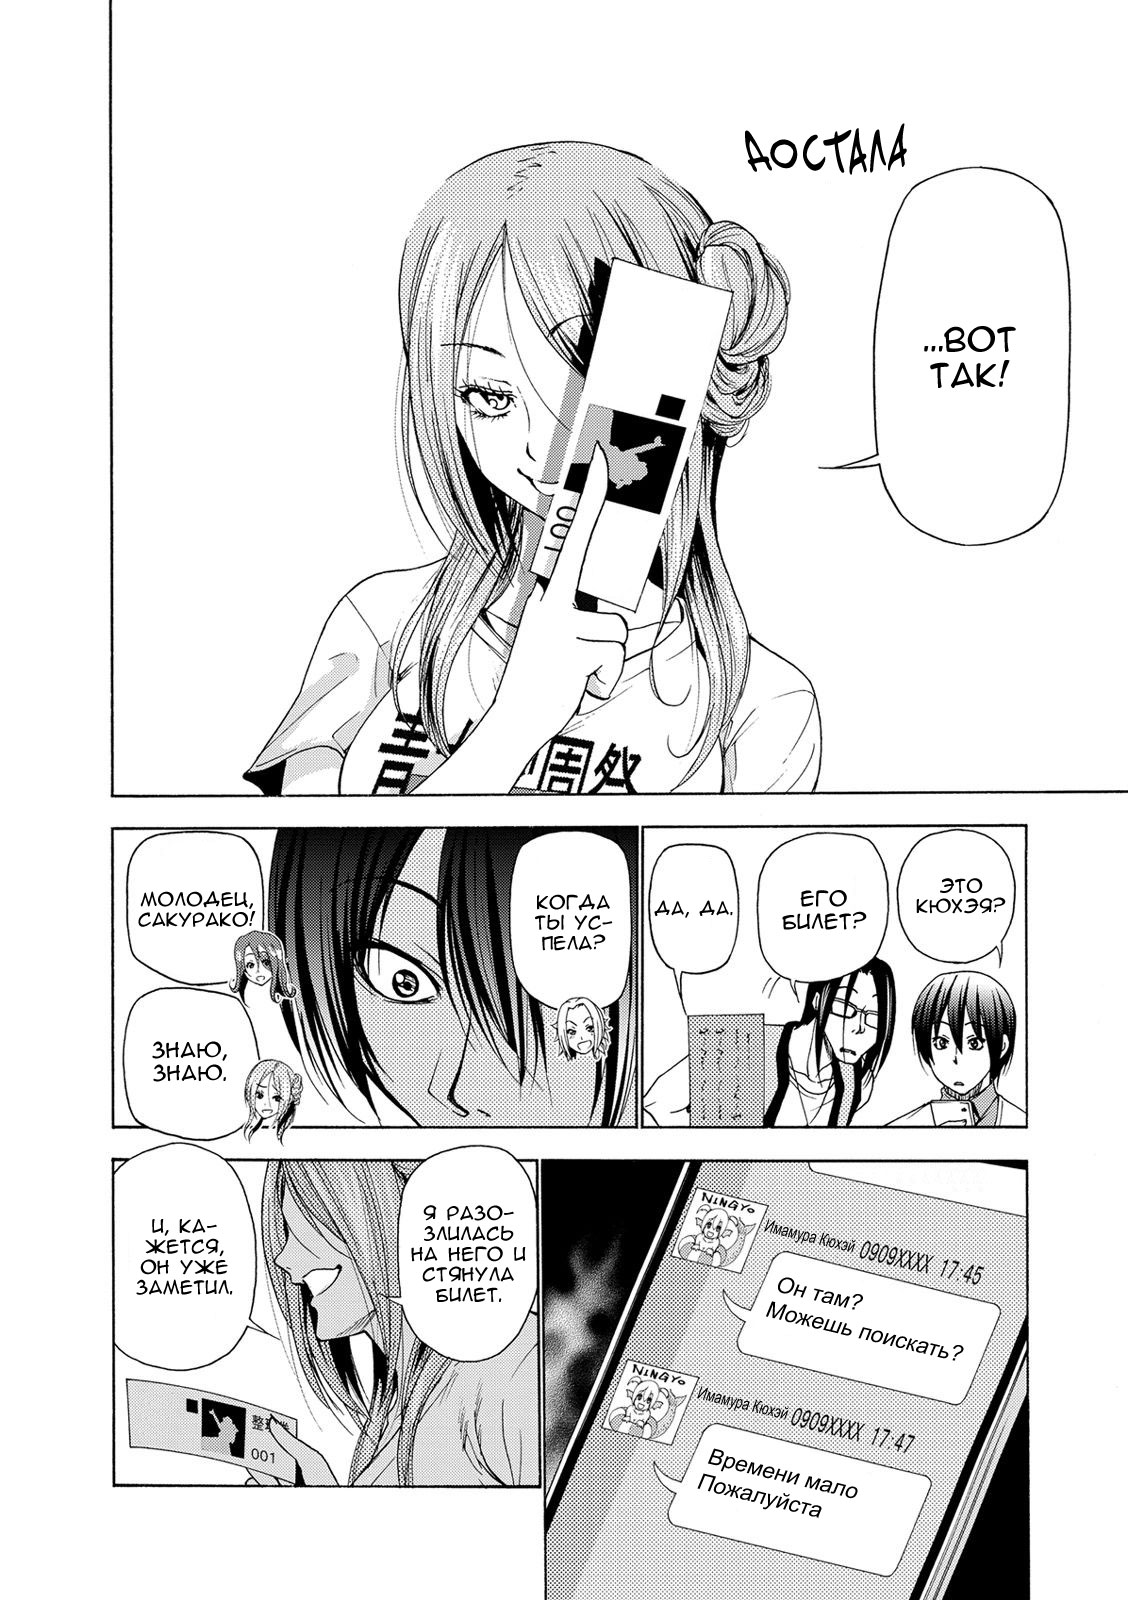 ДОСТАЛА
...ВОТ
ТАК!
001
ЭТО
КЮХЭЯ?
ЕГО
БИЛЕТ?
ДА, ДА.
КОГДА
ТЫ УС-
ПЕЛА?
МОЛОДЕЦ,
САКУРАКО!
ЗНАЮ,
ЗНАЮ.
Я РАЗО-
ЗЛИЛАСЬ
НА НЕГО И
СТЯНУЛА
БИЛЕТ.
И, КА-
ЖЕТСЯ,
ОН УЖЕ
ЗАМЕТИЛ.
001
NINGYO
Имамура Кюхэй 0909XXXX 17:45
Он там?
Можешь поискать?
NINGYO
Имамура Кюхэй 0909XXXX 17:47
Времени мало
Пожалуйста